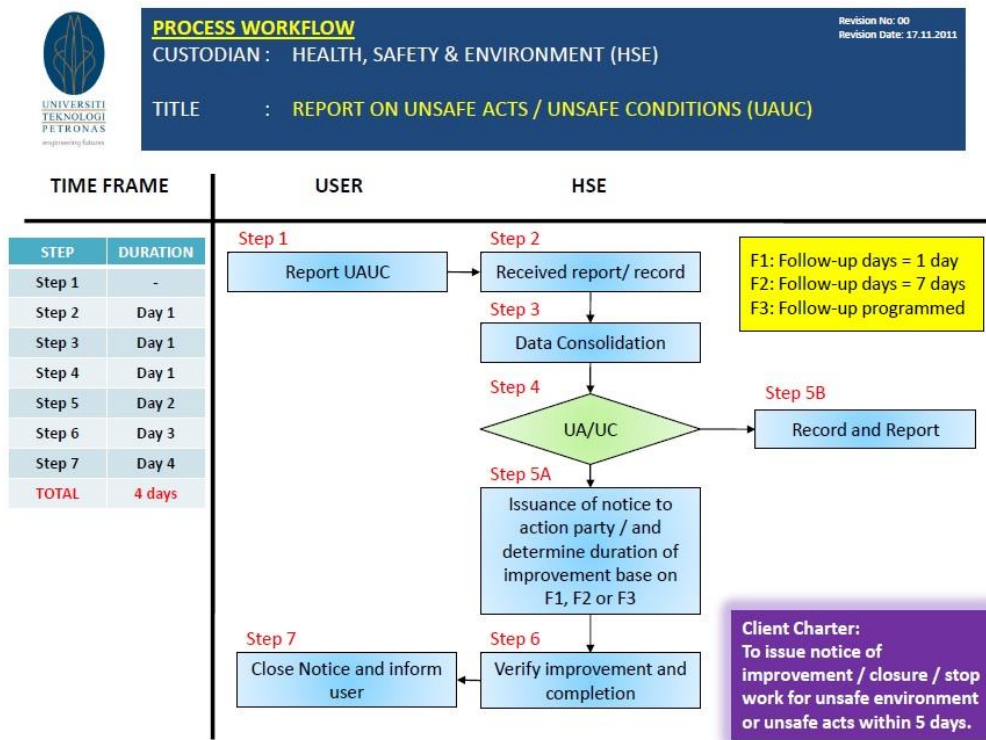 UNIVERSITI
TEKNOLOGI
PETRONAS
engineering futures
PROCESS WORKFLOW
CUSTODIAN : HEALTH, SAFETY & ENVIRONMENT (HSE)
TITLE : REPORT ON UNSAFE ACTS / UNSAFE CONDITIONS (UAUC)
Revision No: 00
Revision Date: 17.11.2011
TIME FRAME USER HSE
STEP DURATION
Step 1 -
Step 2 Day 1
Step 3 Day 1
Step 4 Day 1
Step 5 Day 2
Step 6 Day 3
Step 7 Day 4
TOTAL 4 days
Step 1
Report UAUC
Step 2
Received report/ record
Step 3
Data Consolidation
Step 4
UA/UC
Step 5B
Record and Report
Step 5A
Issuance of notice to
action party / and
determine duration of
improvement base on
F1, F2 or F3
Step 6
Verify improvement and
completion
Step 7
Close Notice and inform
user
F1: Follow-up days = 1 day
F2: Follow-up days = 7 days
F3: Follow-up programmed
Client Charter:
To issue notice of
improvement / closure / stop
work for unsafe environment
or unsafe acts within 5 days.